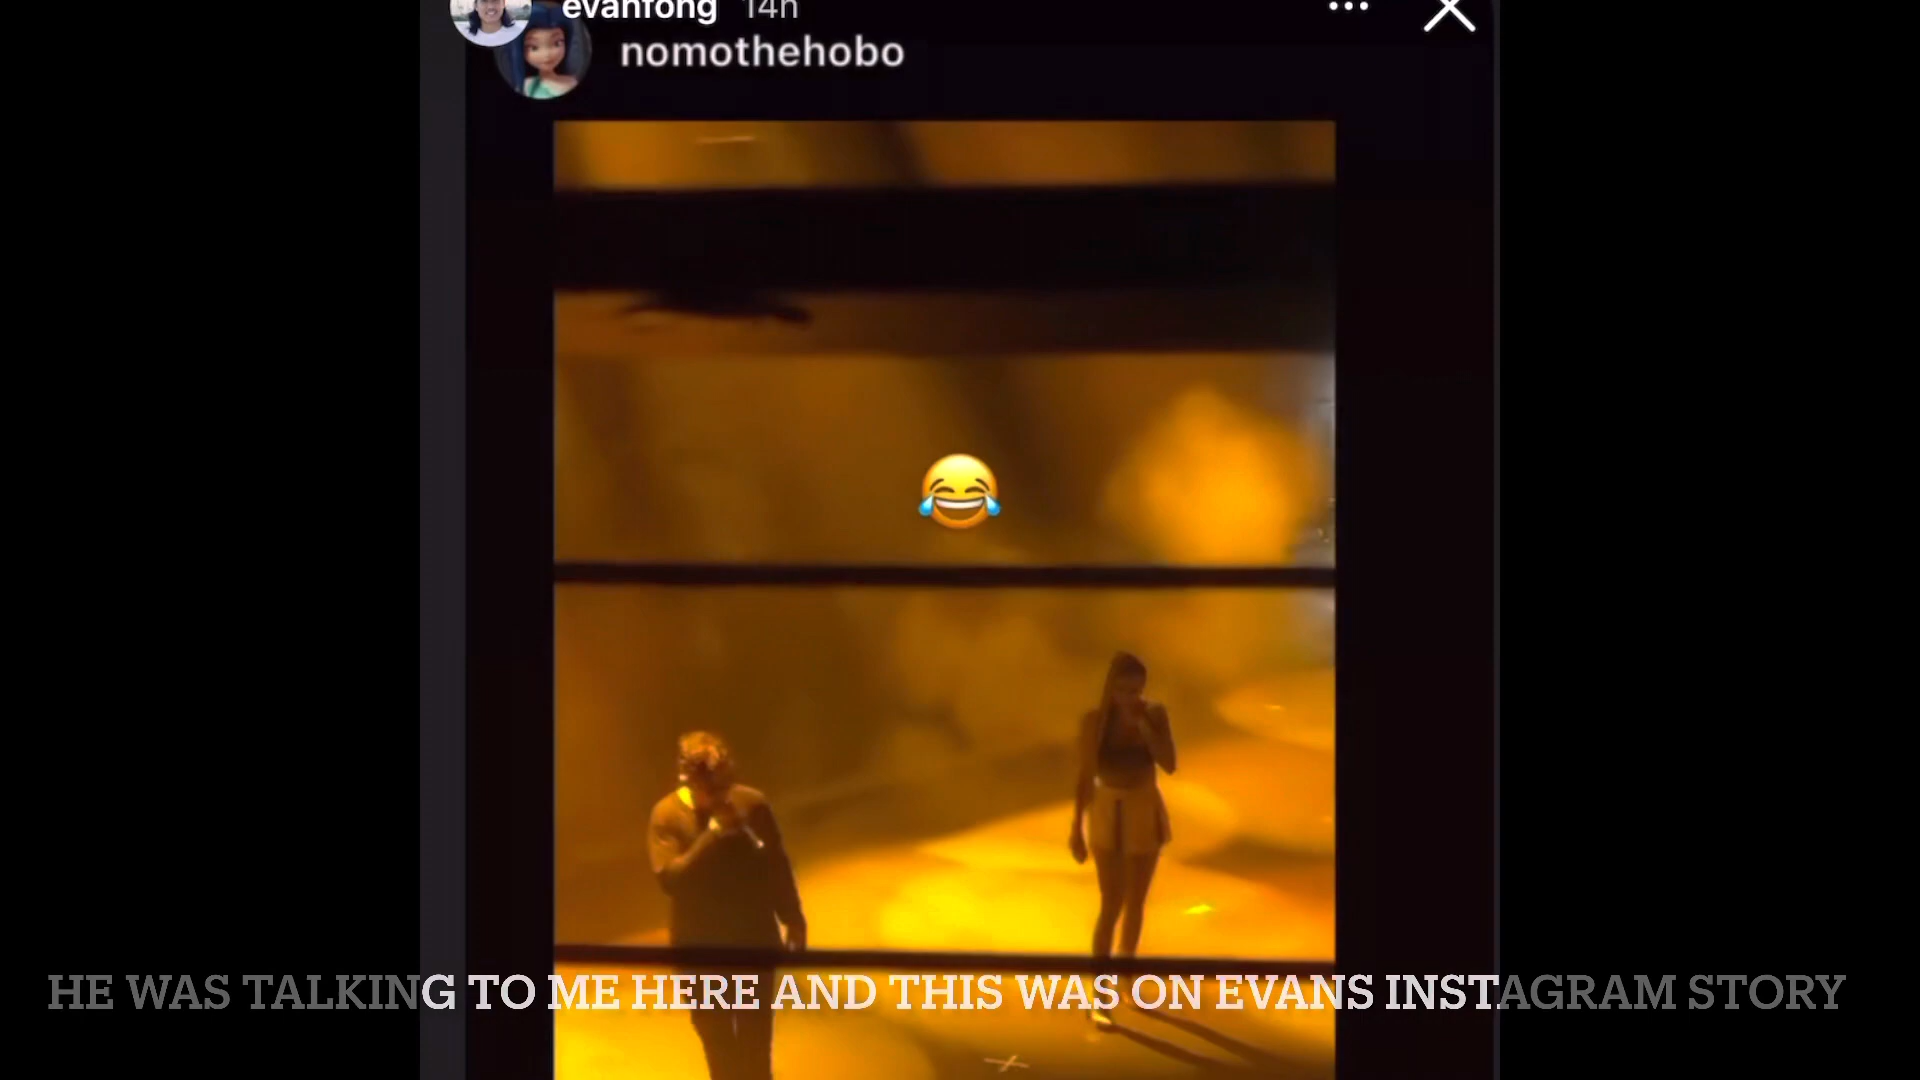 evanfong 14h
nomothehobo
HE WAS TALKING TO ME HERE AND THIS WAS ON EVANS INSTAGRAM STORY